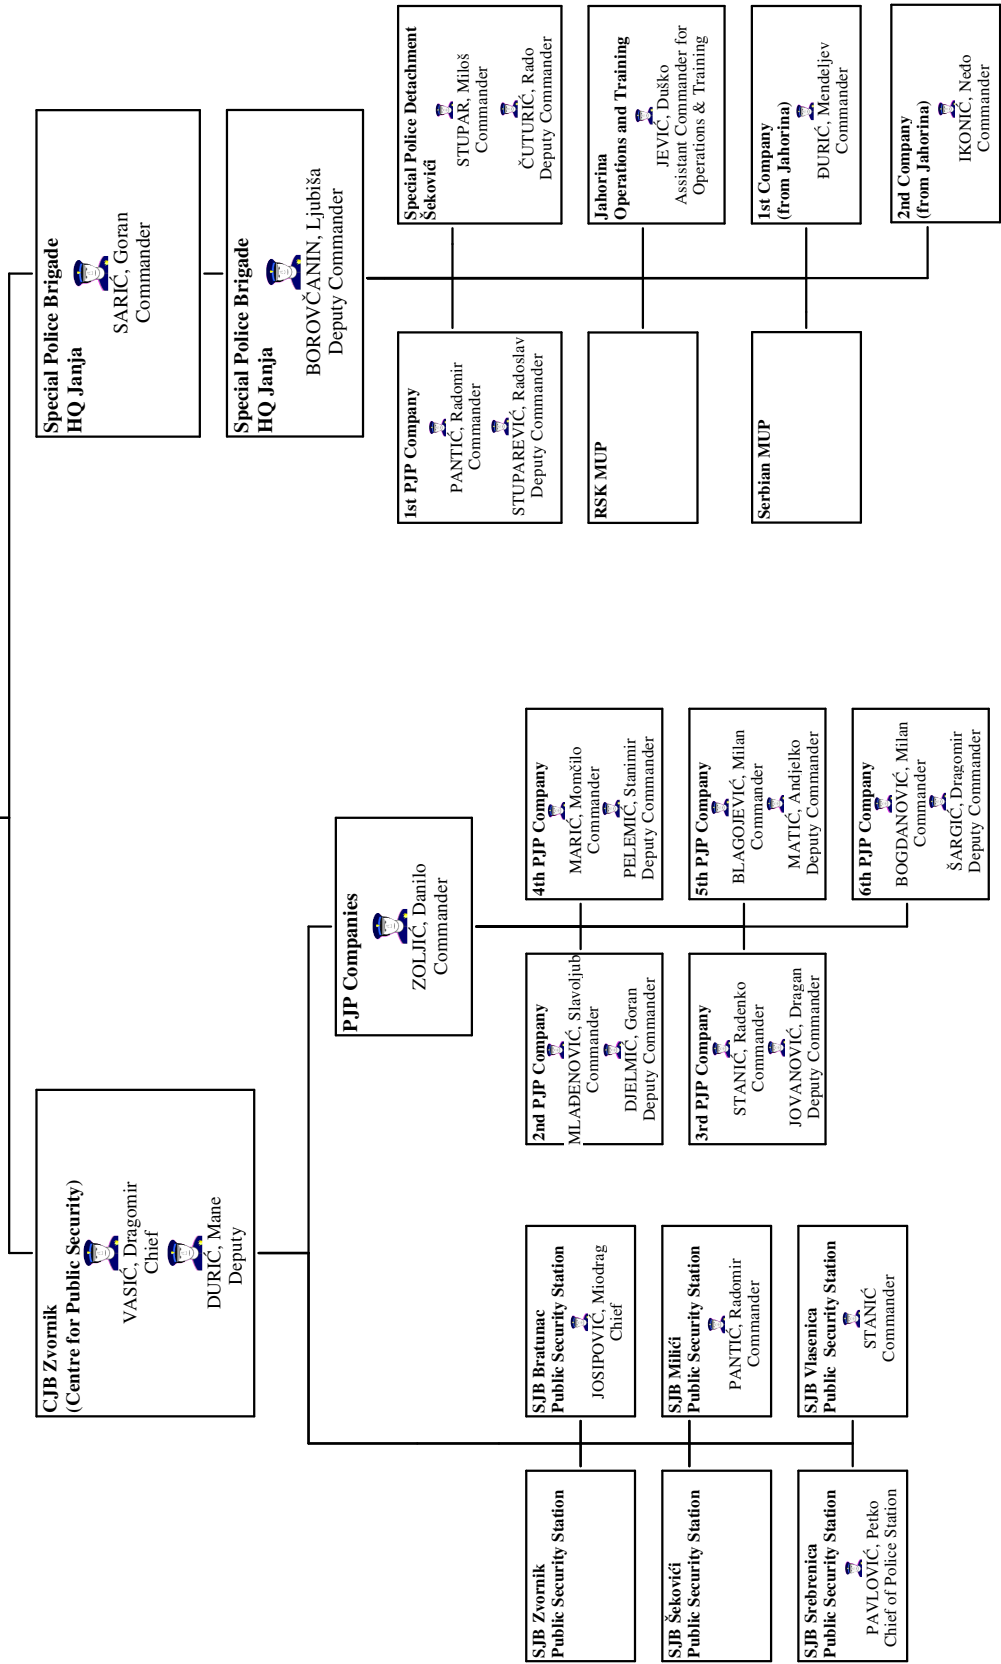 CJB Zvornik
(Centre for Public Security)
VASIĆ, Dragomir
Chief
ĐURIĆ, Mane
Deputy
Special Police Brigade
HQ Janja
SARIĆ, Goran
Commander
Special Police Brigade
HQ Janja
BOROVČANIN, Ljubiša
Deputy Commander
PJP Companies
ZOLJIĆ, Danilo
Commander
SJB Zvornik
Public Security Station
SJB Bratunac
Public Security Station
JOSIPOVIĆ, Miodrag
Chief
SJB Šekovići
Public Security Station
SJB Milići
Public Security Station
PANTIĆ, Radomir
Commander
SJB Srebrenica
Public Security Station
PAVLOVIĆ, Petko
Chief of Police Station
SJB Vlasenica
Public Security Station
STANIĆ
Commander
2nd PJP Company
MLAĐENOVIĆ, Slavoljub
Commander
DJELMIĆ, Goran
Deputy Commander
4th PJP Company
MARIĆ, Momčilo
Commander
PELEMIĆ, Stanimir
Deputy Commander
3rd PJP Company
STANIĆ, Radenko
Commander
JOVANOVIĆ, Dragan
Deputy Commander
5th PJP Company
BLAGOJEVIĆ, Milan
Commander
MATIĆ, Andjelko
Deputy Commander
6th PJP Company
BOGDANOVIĆ, Milan
Commander
ŠARGIĆ, Dragomir
Deputy Commander
1st PJP Company
PANTIĆ, Radomir
Commander
STUPAREVIĆ, Radoslav
Deputy Commander
Special Police Detachment
Šekovići
STUPAR, Miloš
Commander
ČUTURIĆ, Rado
Deputy Commander
RSK MUP
Jahorina
Operations and Training
JEVIĆ, Duško
Assistant Commander for
Operations & Training
Serbian MUP
1st Company
(from Jahorina)
ĐURIĆ, Mendeljev
Commander
2nd Company
(from Jahorina)
IKONIĆ, Nedo
Commander